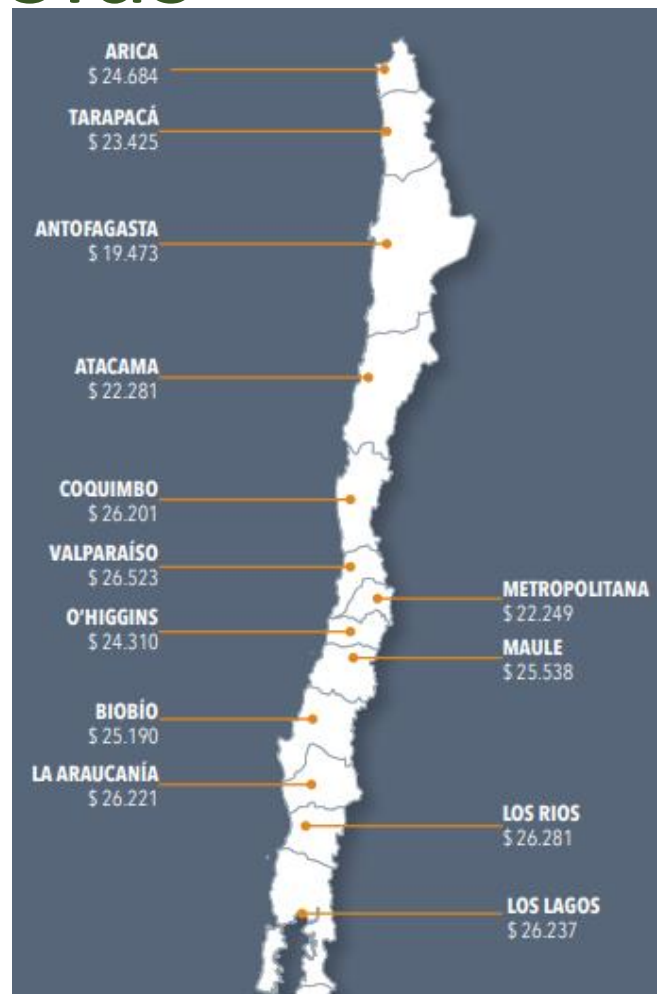 ARICA
$ 24.684
TARAPACÁ
$ 23.425
ANTOFAGASTA
$ 19.473
ATACAMA
$ 22.281
COQUIMBO
$ 26.201
VALPARAÍSO
$ 26.523
METROPOLITANA
$ 22.249
O'HIGGINS
$ 24.310
MAULE
$ 25.538
BIOBÍO
$ 25.190
LA ARAUCANÍA
$ 26.221
LOS RIOS
$ 26.281
LOS LAGOS
$ 26.237